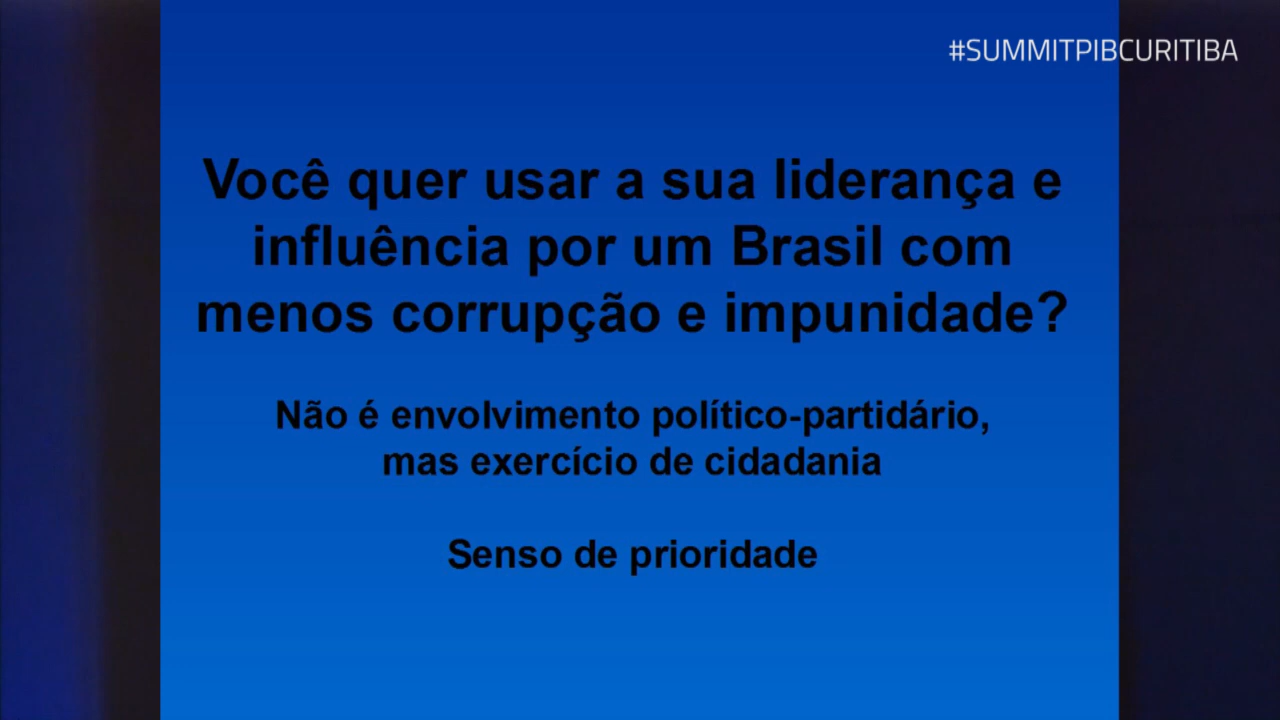 #SUMMITPIBCURITIBA
Você quer usar a sua liderança e
influência por um Brasil com
menos corrupção e impunidade?
Não é envolvimento político-partidário,
mas exercício de cidadania
Senso de prioridade